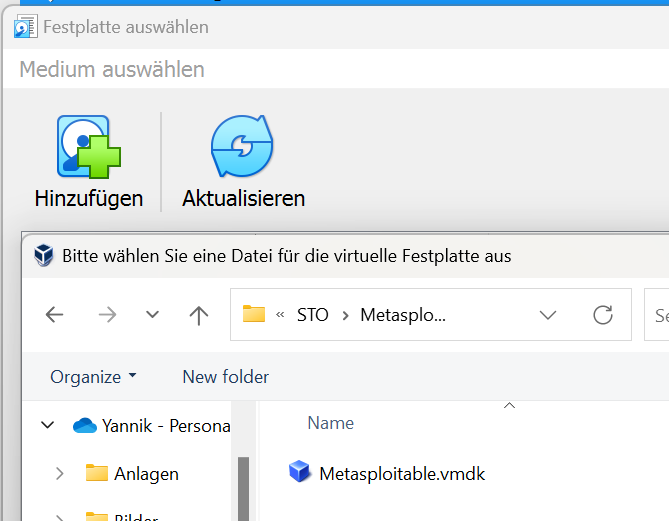 Festplatte auswählen
Medium auswählen
Hinzufügen Aktualisieren
Bitte wählen Sie eine Datei für die virtuelle Festplatte aus
« STO > Metasplo... Se
Organize New folder
Yannik - Persona
Name
Anlagen
Metasploitable.vmdk
Bilder